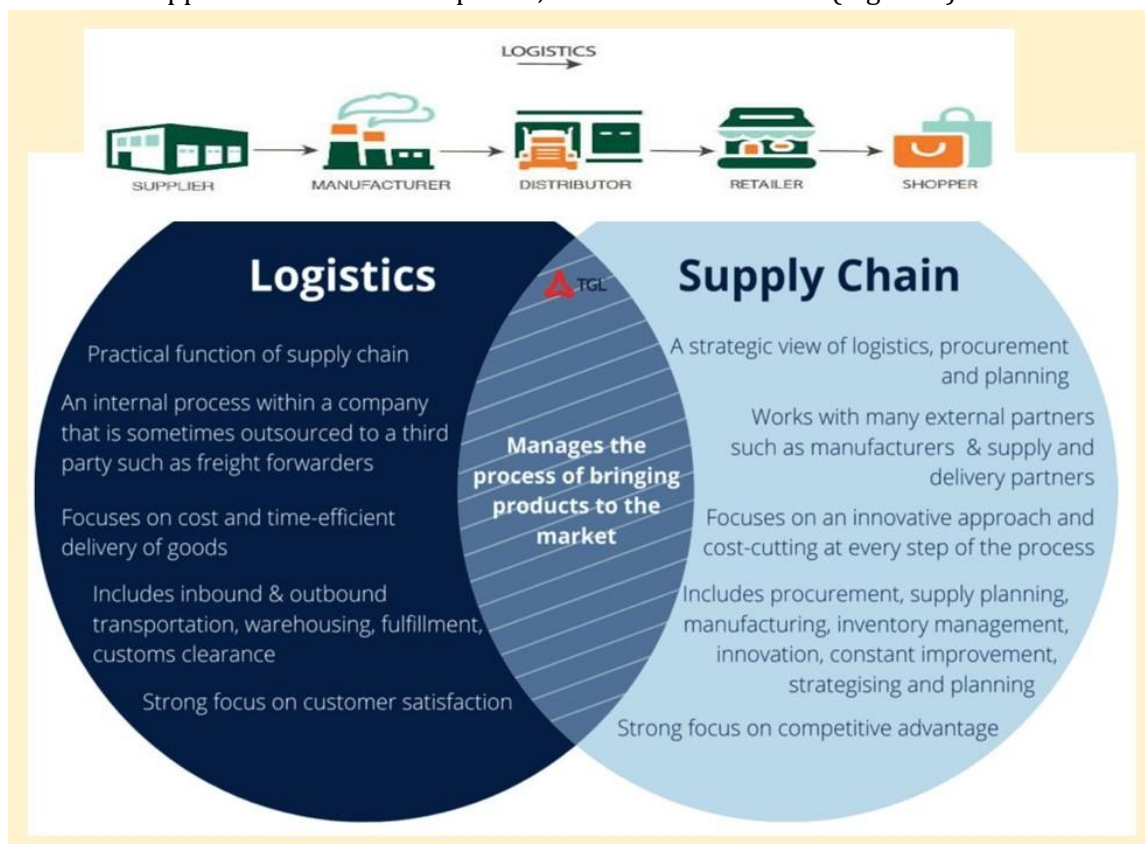 LOGISTICS
SUPPLIER
MANUFACTURER
DISTRIBUTOR
RETAILER
SHOPPER
Logistics
Practical function of supply chain
An internal process within a company
that is sometimes outsourced to a third
party such as freight forwarders
Focuses on cost and time-efficient
delivery of goods
Includes inbound & outbound
transportation, warehousing, fulfillment,
customs clearance
Strong focus on customer satisfaction
TGL
Manages the
process of bringing
products to the
market
Supply Chain
A strategic view of logistics, procurement
and planning
Works with many external partners
such as manufacturers & supply and
delivery partners
Focuses on an innovative approach and
cost-cutting at every step of the process
Includes procurement, supply planning,
manufacturing, inventory management,
innovation, constant improvement,
strategising and planning
Strong focus on competitive advantage